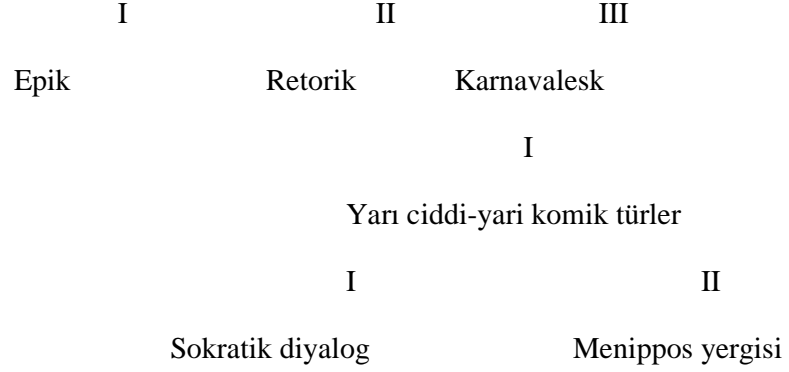 I II III
Epik Retorik Karnavalesk
I
Yarı ciddi-yari komik türler
I II
Sokratik diyalog Menippos yergisi